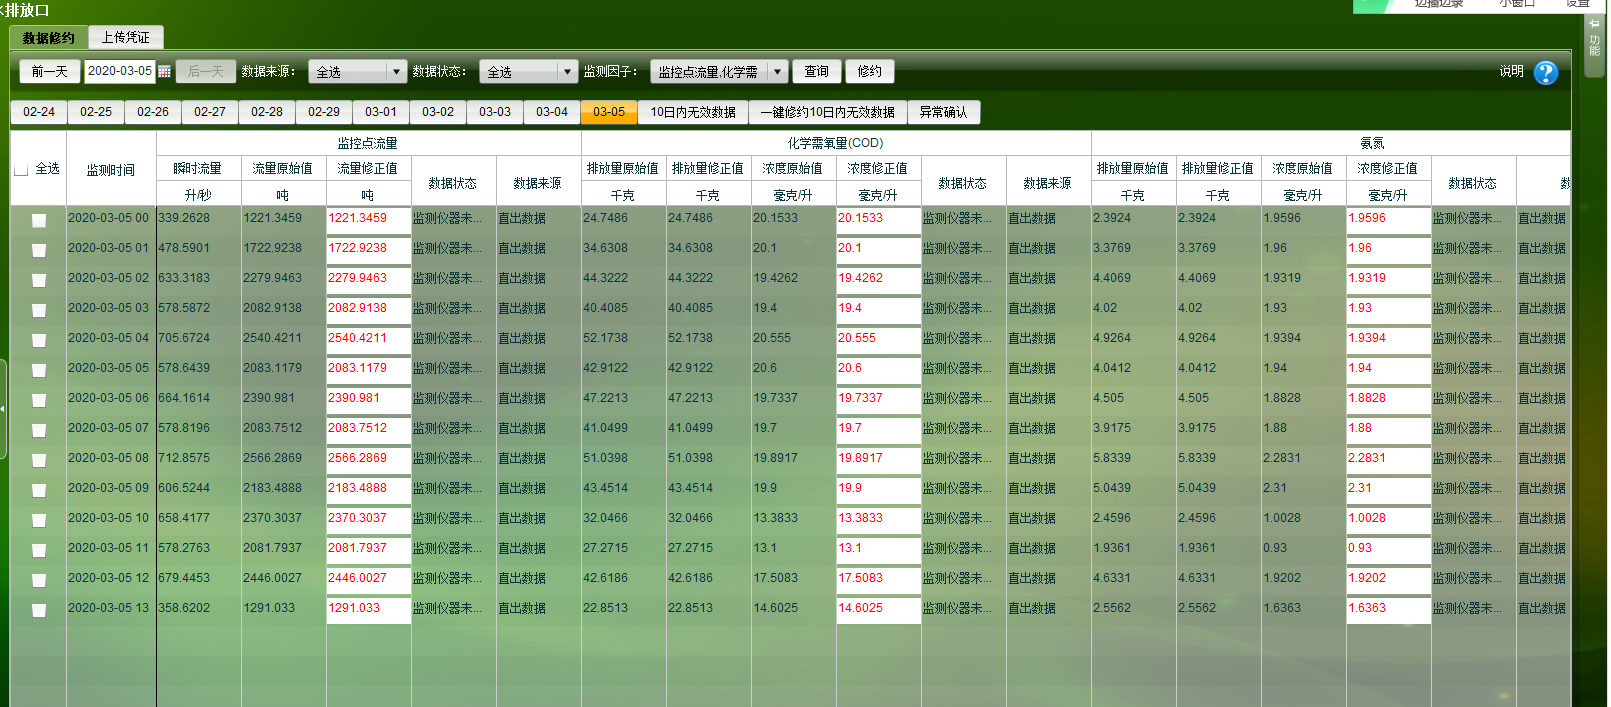 排放口
边播边录 小窗口 设置
数据修约 上传凭证
功能
前一天 2020-03-05 后一天 数据来源: 全选 数据状态: 全选 监测因子: 监控点流量,化学需 查询 修约 说明
02-24 02-25 02-26 02-27 02-28 02-29 03-01 03-02 03-03 03-04 03-05 10日内无效数据 一键修约10日内无效数据 异常确认
全选 监测时间 监控点流量 化学需氧量(COD) 氨氮
瞬时流量 流量原始值 流量修正值 数据状态 数据来源 排放量原始值 排放量修正值 浓度原始值 浓度修正值 数据状态 数据来源 排放量原始值 排放量修正值 浓度原始值 浓度修正值 数据状态 数
升/秒 吨 吨 千克 千克 毫克/升 毫克/升 千克 千克 毫克/升 毫克/升
2020-03-05 00 339.2628 1221.3459 1221.3459 监测仪器未... 直出数据 24.7486 24.7486 20.1533 20.1533 监测仪器未... 直出数据 2.3924 2.3924 1.9596 1.9596 监测仪器未... 直出数据
2020-03-05 01 478.5901 1722.9238 1722.9238 监测仪器未... 直出数据 34.6308 34.6308 20.1 20.1 监测仪器未... 直出数据 3.3769 3.3769 1.96 1.96 监测仪器未... 直出数据
2020-03-05 02 633.3183 2279.9463 2279.9463 监测仪器未... 直出数据 44.3222 44.3222 19.4262 19.4262 监测仪器未... 直出数据 4.4069 4.4069 1.9319 1.9319 监测仪器未... 直出数据
2020-03-05 03 578.5872 2082.9138 2082.9138 监测仪器未... 直出数据 40.4085 40.4085 19.4 19.4 监测仪器未... 直出数据 4.02 4.02 1.93 1.93 监测仪器未... 直出数据
2020-03-05 04 705.6724 2540.4211 2540.4211 监测仪器未... 直出数据 52.1738 52.1738 20.555 20.555 监测仪器未... 直出数据 4.9264 4.9264 1.9394 1.9394 监测仪器未... 直出数据
2020-03-05 05 578.6439 2083.1179 2083.1179 监测仪器未... 直出数据 42.9122 42.9122 20.6 20.6 监测仪器未... 直出数据 4.0412 4.0412 1.94 1.94 监测仪器未... 直出数据
2020-03-05 06 664.1614 2390.981 2390.981 监测仪器未... 直出数据 47.2213 47.2213 19.7337 19.7337 监测仪器未... 直出数据 4.505 4.505 1.8828 1.8828 监测仪器未... 直出数据
2020-03-05 07 578.8196 2083.7512 2083.7512 监测仪器未... 直出数据 41.0499 41.0499 19.7 19.7 监测仪器未... 直出数据 3.9175 3.9175 1.88 1.88 监测仪器未... 直出数据
2020-03-05 08 712.8575 2566.2869 2566.2869 监测仪器未... 直出数据 51.0398 51.0398 19.8917 19.8917 监测仪器未... 直出数据 5.8339 5.8339 2.2831 2.2831 监测仪器未... 直出数据
2020-03-05 09 606.5244 2183.4888 2183.4888 监测仪器未... 直出数据 43.4514 43.4514 19.9 19.9 监测仪器未... 直出数据 5.0439 5.0439 2.31 2.31 监测仪器未... 直出数据
2020-03-05 10 658.4177 2370.3037 2370.3037 监测仪器未... 直出数据 32.0466 32.0466 13.3833 13.3833 监测仪器未... 直出数据 2.4596 2.4596 1.0028 1.0028 监测仪器未... 直出数据
2020-03-05 11 578.2763 2081.7937 2081.7937 监测仪器未... 直出数据 27.2715 27.2715 13.1 13.1 监测仪器未... 直出数据 1.9361 1.9361 0.93 0.93 监测仪器未... 直出数据
2020-03-05 12 679.4453 2446.0027 2446.0027 监测仪器未... 直出数据 42.6186 42.6186 17.5083 17.5083 监测仪器未... 直出数据 4.6331 4.6331 1.9202 1.9202 监测仪器未... 直出数据
2020-03-05 13 358.6202 1291.033 1291.033 监测仪器未... 直出数据 22.8513 22.8513 14.6025 14.6025 监测仪器未... 直出数据 2.5562 2.5562 1.6363 1.6363 监测仪器未... 直出数据